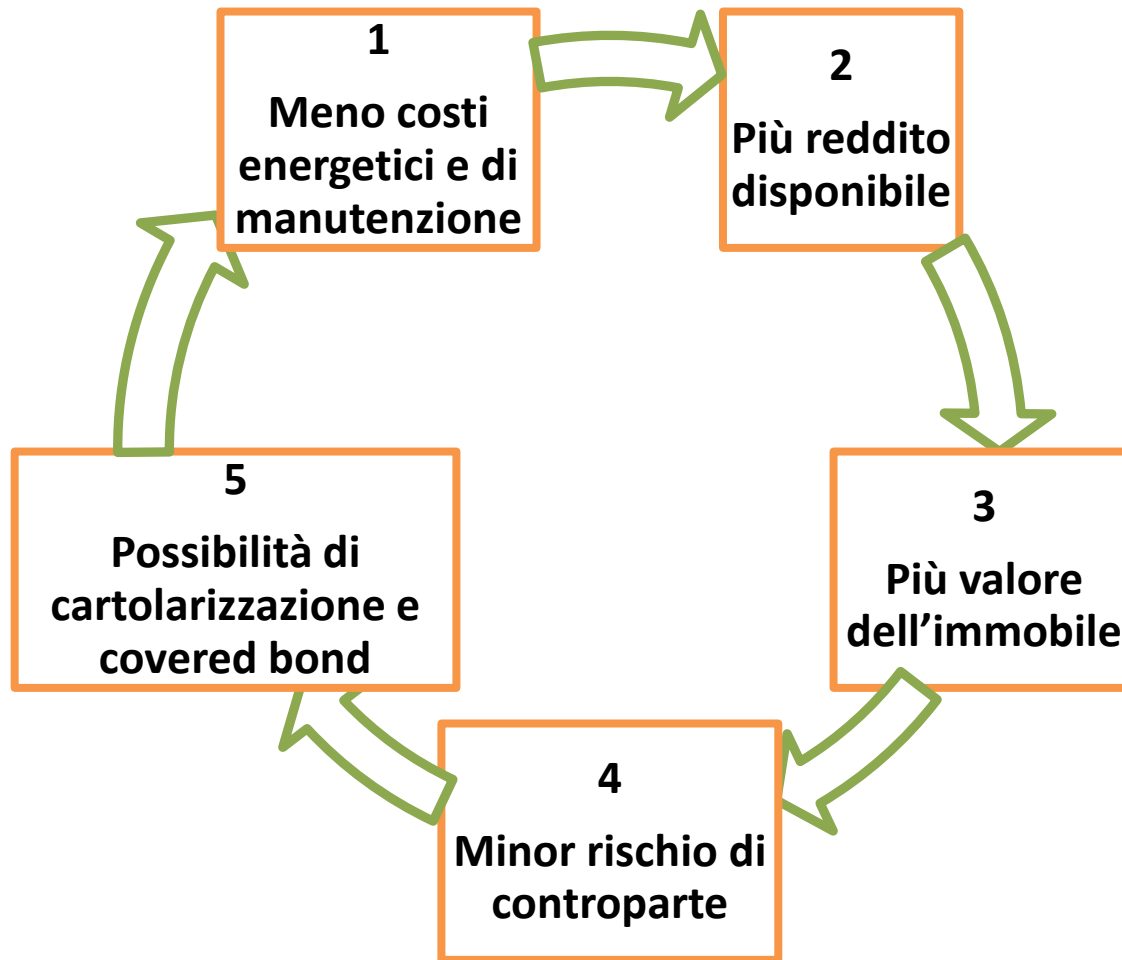 1
Meno costi
energetici e di
manutenzione
2
Più reddito
disponibile
3
Più valore
dell’immobile
4
Minor rischio di
controparte
5
Possibilità di
cartolarizzazione e
covered bond